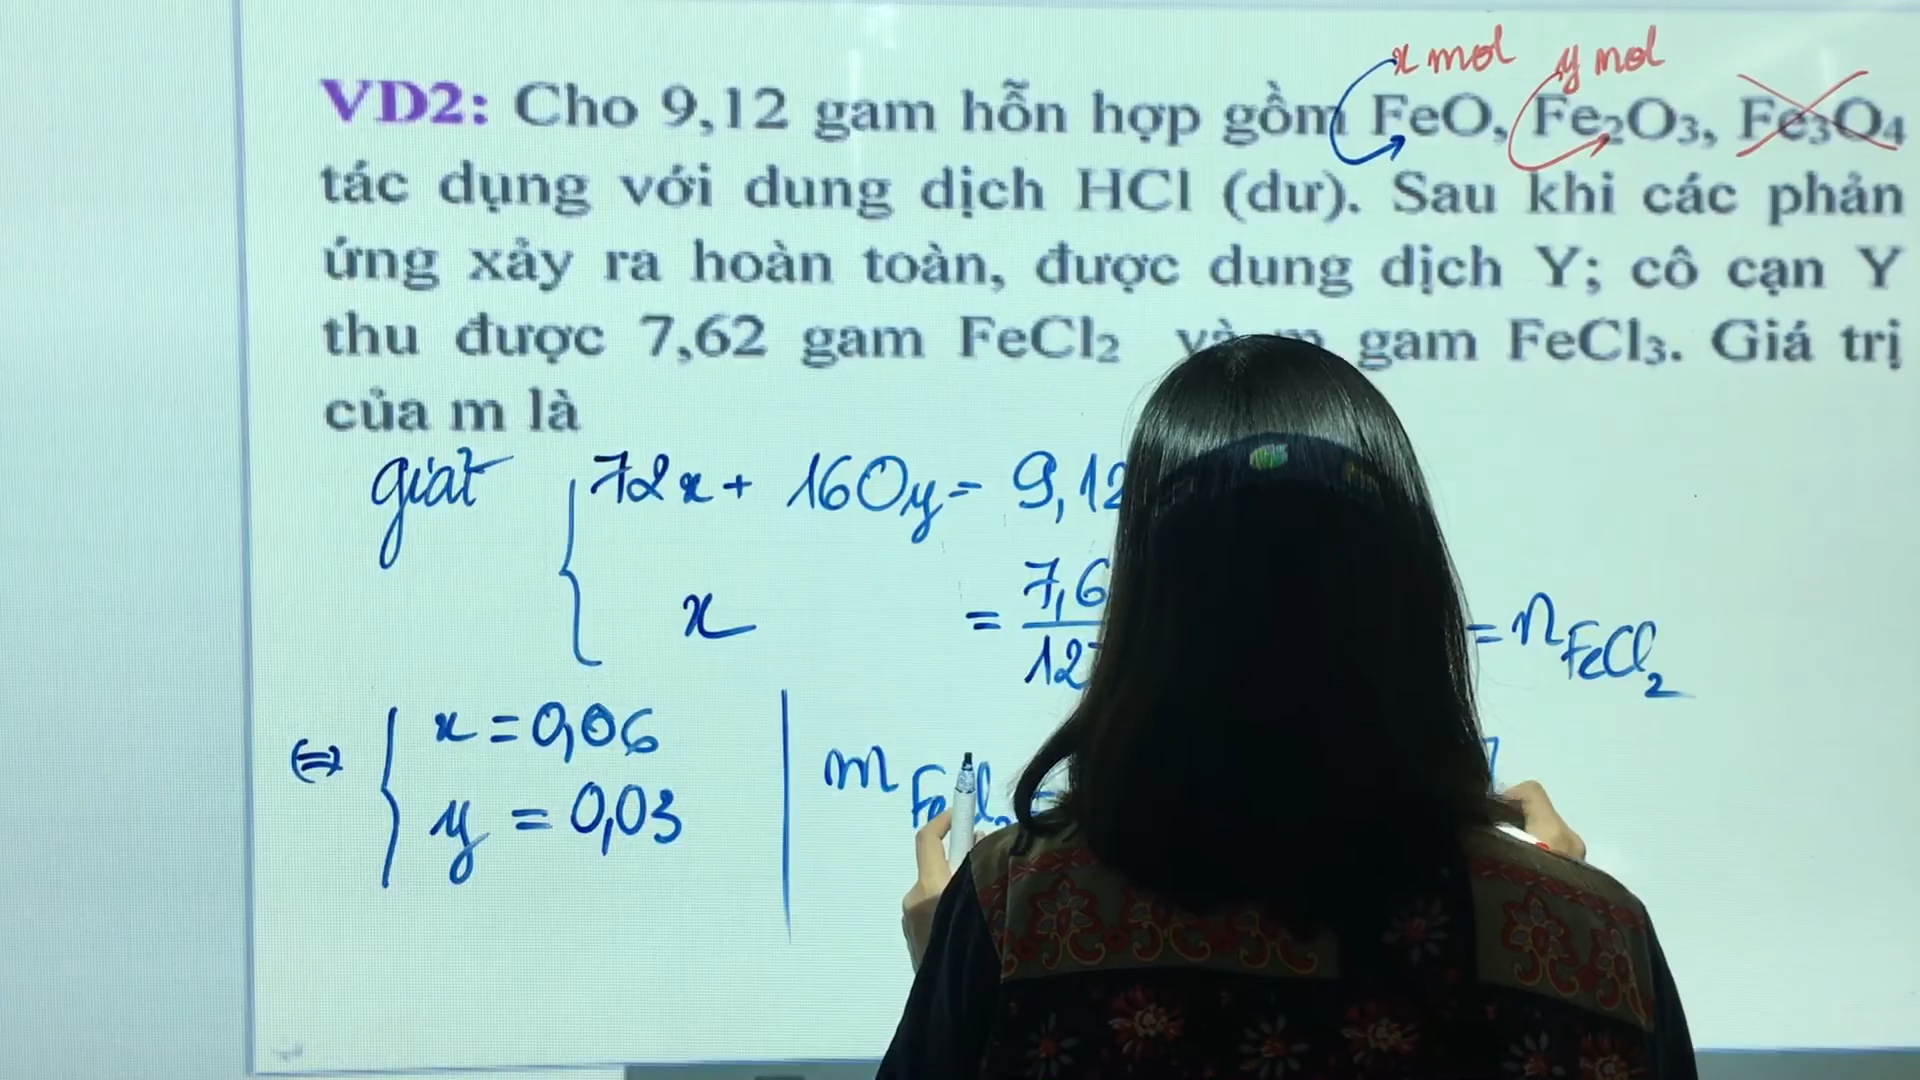 x mol y mol
VD2: Cho 9,12 gam hỗn hợp gồm FeO, Fe₂O₃, Fe₃O₄
tác dụng với dung dịch HCl (dư). Sau khi các phản
ứng xảy ra hoàn toàn, được dung dịch Y; cô cạn Y
thu được 7,62 gam FeCl₂ và m gam FeCl₃. Giá trị
của m là
giải 72x + 160y = 9,12
x = 7,6 / 127 = n FeCl₂
⇔ x = 0,06
y = 0,03
m